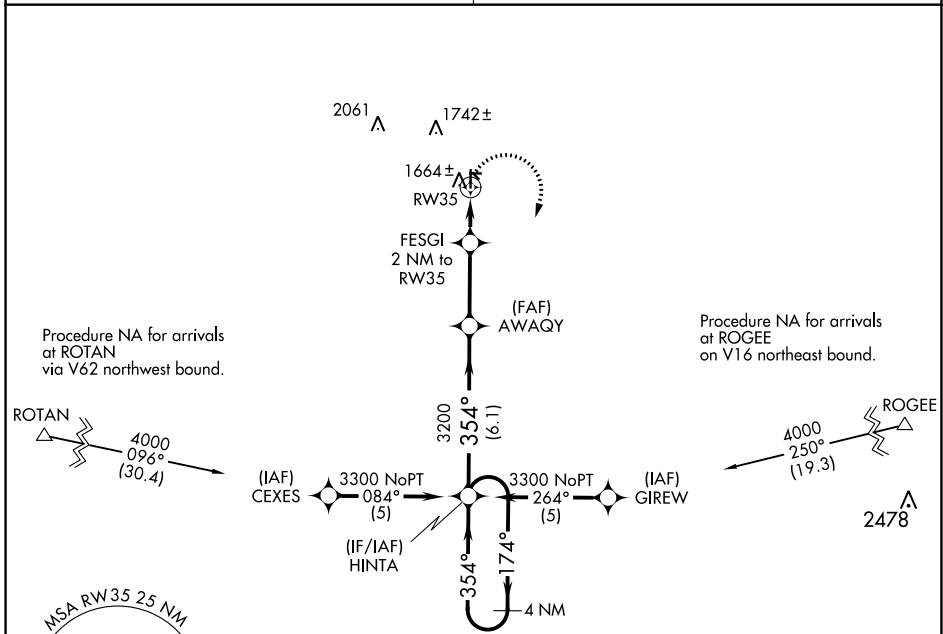 2061
1742±
1664±
RW35
FESGI
2 NM to
RW35
(FAF)
AWAQY
Procedure NA for arrivals
at ROTAN
via V62 northwest bound.
Procedure NA for arrivals
at ROGEE
on V16 northeast bound.
ROTAN
4000
096°
(30.4)
3200
354°
(6.1)
ROGEE
4000
250°
(19.3)
(IAF)
CEXES
3300 NoPT
084°
(5)
3300 NoPT
264°
(5)
(IAF)
GIREW
2478
(IF/IAF)
HINTA
354°
174°
4 NM
MSA RW35 25 NM